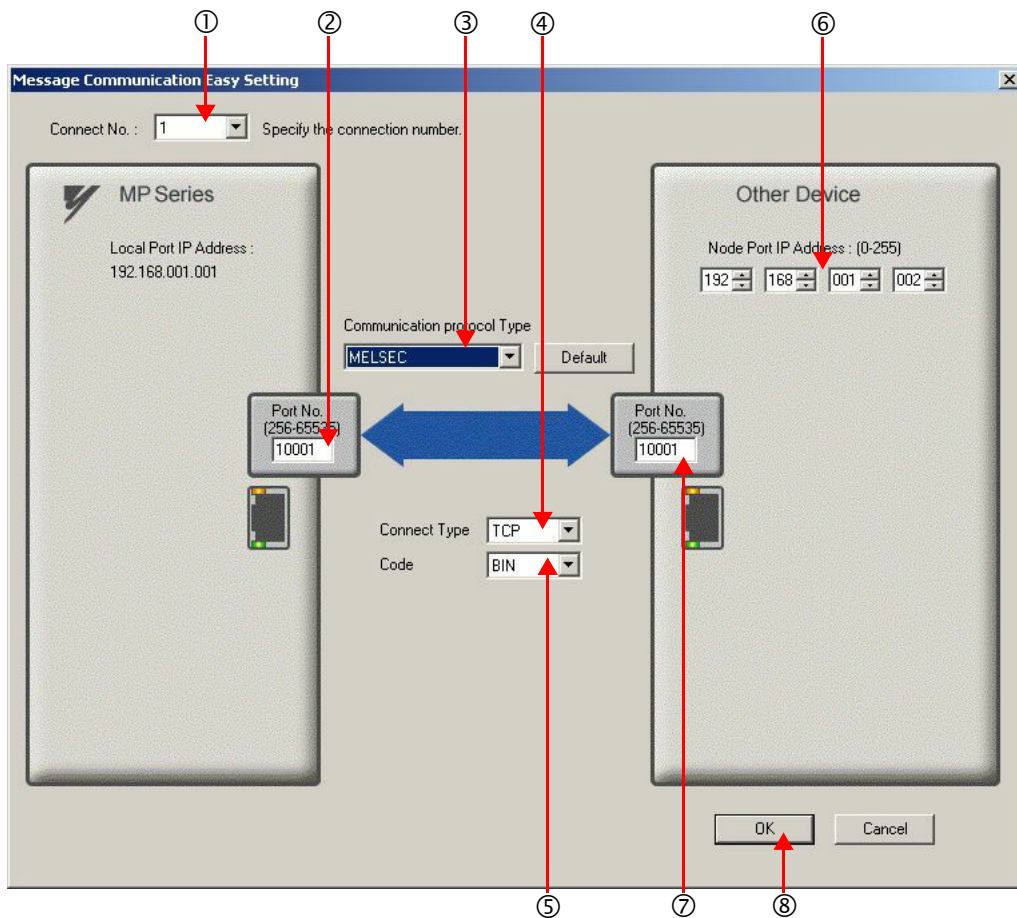 ① ② ③ ④ ⑥
Message Communication Easy Setting
Connect No. : 1 Specify the connection number.
MP Series
Local Port IP Address :
192.168.001.001
Other Device
Node Port IP Address : (0-255)
192 168 001 002
Communication protocol Type
MELSEC Default
Port No.
(256-65535)
10001
Port No.
(256-65535)
10001
Connect Type TCP
Code BIN
OK Cancel
⑤ ⑦ ⑧